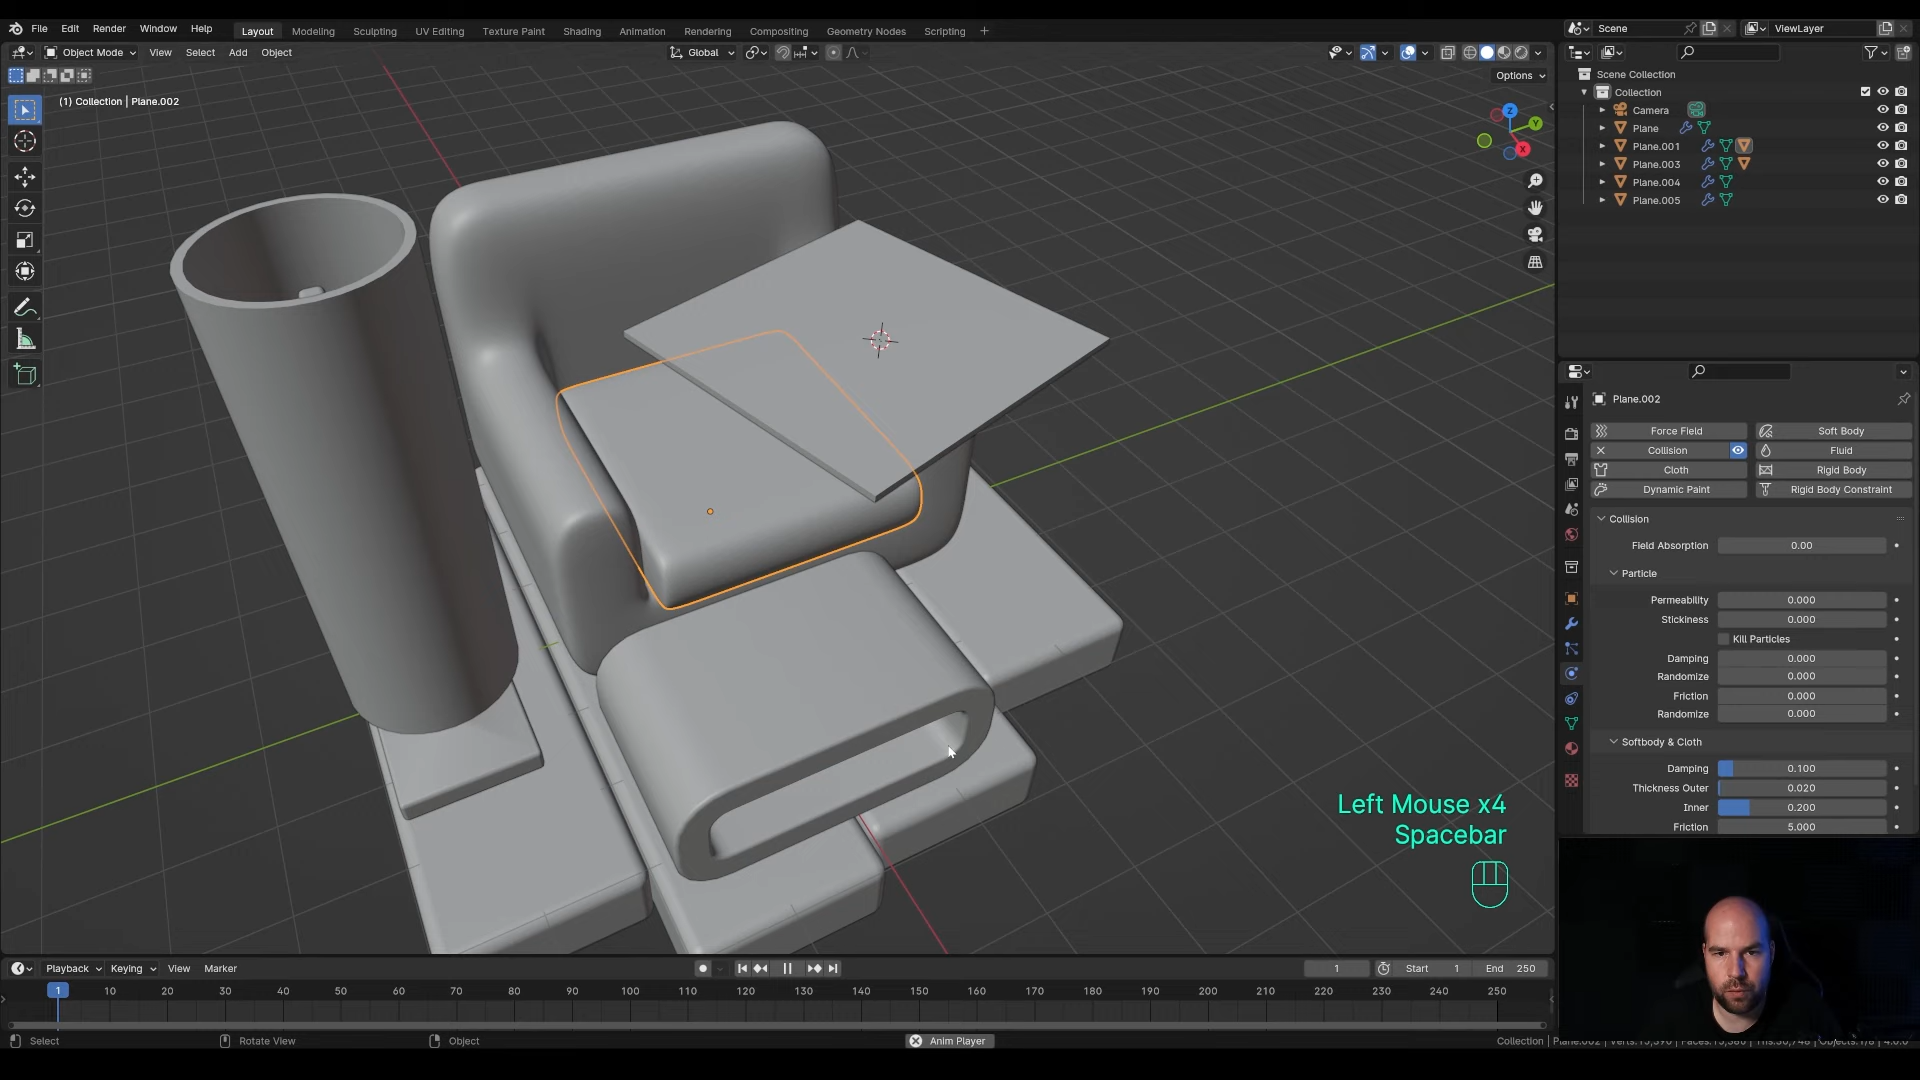 File Edit Render Window Help Layout Modeling Sculpting UV Editing Texture Paint Shading Animation Rendering Compositing Geometry Nodes Scripting + Scene ViewLayer
Object Mode View Select Add Object Global
Options
(1) Collection | Plane.002
Z
Y
X
Scene Collection
Collection
Camera
Plane
Plane.001
Plane.003
Plane.004
Plane.005
Plane.002
Force Field Soft Body
Collision Fluid
Cloth Rigid Body
Dynamic Paint Rigid Body Constraint
Collision
Field Absorption 0.00
Particle
Permeability 0.000
Stickiness 0.000
Kill Particles
Damping 0.000
Randomize 0.000
Friction 0.000
Randomize 0.000
Softbody & Cloth
Damping 0.100
Thickness Outer 0.020
Inner 0.200
Friction 5.000
Left Mouse x4
Spacebar
Playback Keying View Marker 1 Start 1 End 250
1 10 20 30 40 50 60 70 80 90 100 110 120 130 140 150 160 170 180 190 200 210 220 230 240 250
Select Rotate View Object Anim Player Collection